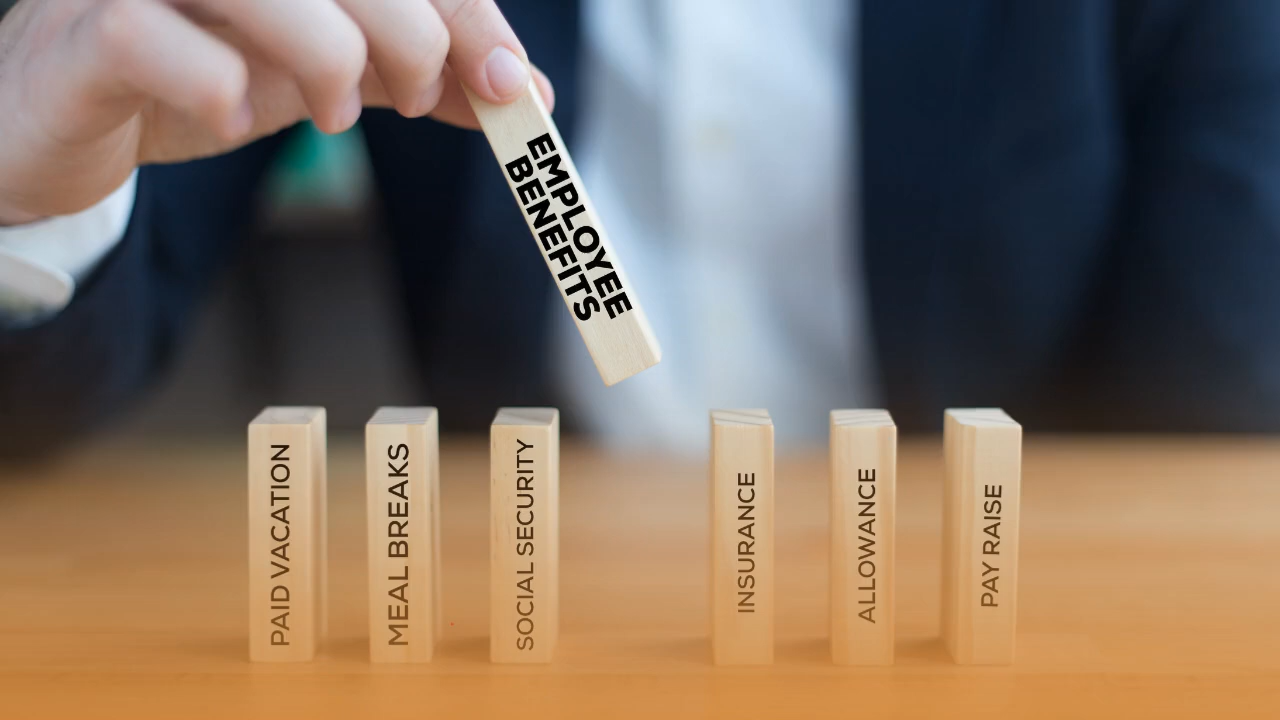 EMPLOYEE
BENEFITS
PAID VACATION
MEAL BREAKS
SOCIAL SECURITY
INSURANCE
ALLOWANCE
PAY RAISE